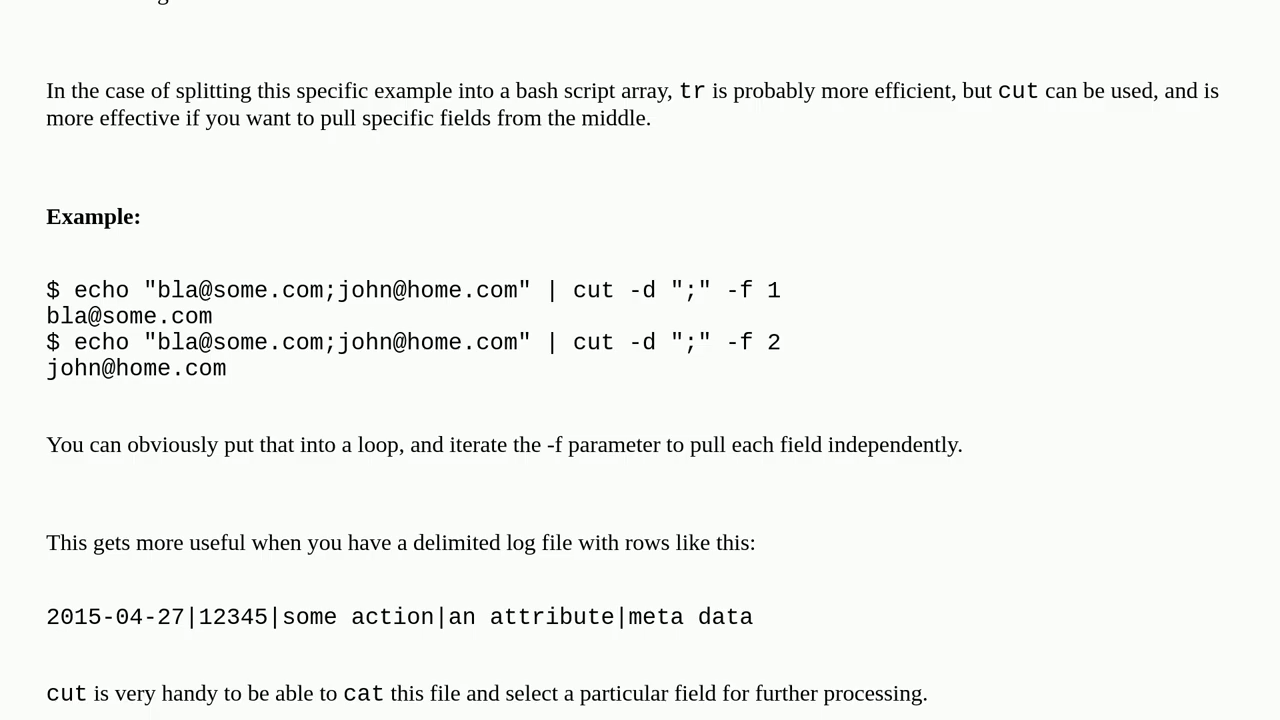 In the case of splitting this specific example into a bash script array, tr is probably more efficient, but cut can be used, and is
more effective if you want to pull specific fields from the middle.
Example:
$ echo "bla@some.com;john@home.com" | cut -d ";" -f 1
bla@some.com
$ echo "bla@some.com;john@home.com" | cut -d ";" -f 2
john@home.com
You can obviously put that into a loop, and iterate the -f parameter to pull each field independently.
This gets more useful when you have a delimited log file with rows like this:
2015-04-27|12345|some action|an attribute|meta data
cut is very handy to be able to cat this file and select a particular field for further processing.